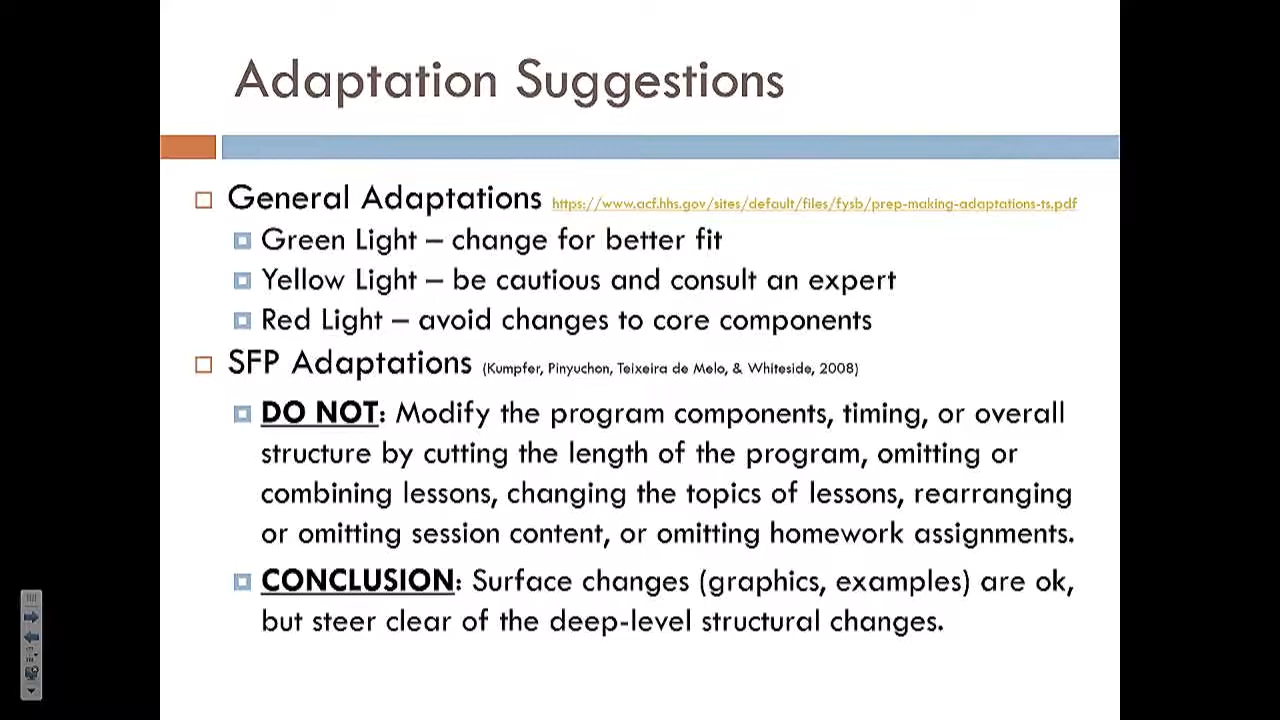 Adaptation Suggestions
General Adaptations https://www.acf.hhs.gov/sites/default/files/fysb/prep-making-adaptations-ts.pdf
Green Light – change for better fit
Yellow Light – be cautious and consult an expert
Red Light – avoid changes to core components
SFP Adaptations (Kumpfer, Pinyuchon, Teixeira de Melo, & Whiteside, 2008)
DO NOT: Modify the program components, timing, or overall
structure by cutting the length of the program, omitting or
combining lessons, changing the topics of lessons, rearranging
or omitting session content, or omitting homework assignments.
CONCLUSION: Surface changes (graphics, examples) are ok,
but steer clear of the deep-level structural changes.